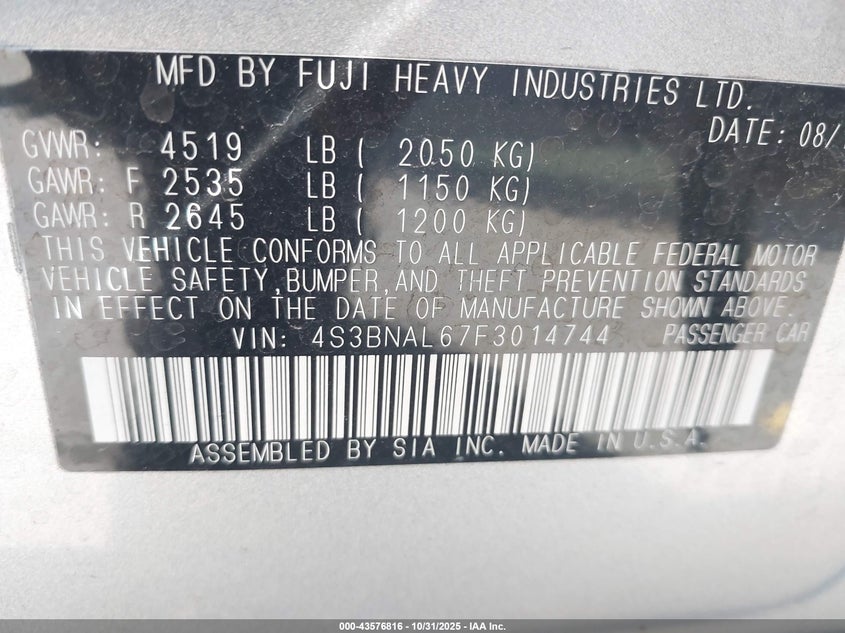 MFD BY FUJI HEAVY INDUSTRIES LTD.
DATE: 08/
GVWR: 4519 LB ( 2050 KG)
GAWR: F 2535 LB ( 1150 KG)
GAWR: R 2645 LB ( 1200 KG)
THIS VEHICLE CONFORMS TO ALL APPLICABLE FEDERAL MOTOR
VEHICLE SAFETY, BUMPER, AND THEFT PREVENTION STANDARDS
IN EFFECT ON THE DATE OF MANUFACTURE SHOWN ABOVE.
VIN: 4S3BNAL67F3014744 PASSENGER CAR
ASSEMBLED BY SIA INC. MADE IN U.S.A.
000-43576816 - 10/31/2025 - IAA Inc.